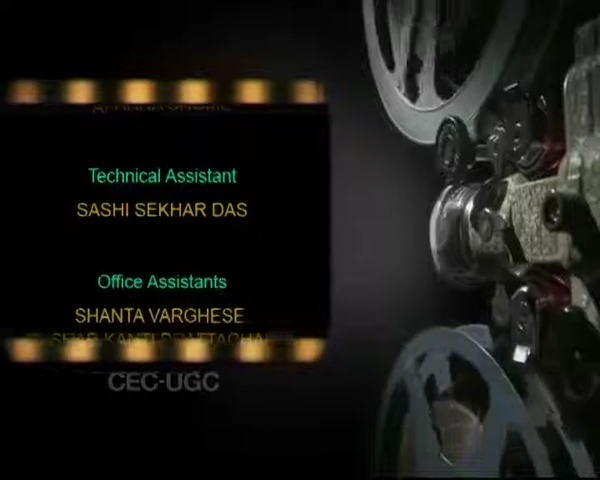 Technical Assistant
SASHI SEKHAR DAS
Office Assistants
SHANTA VARGHESE
CEC-UGC